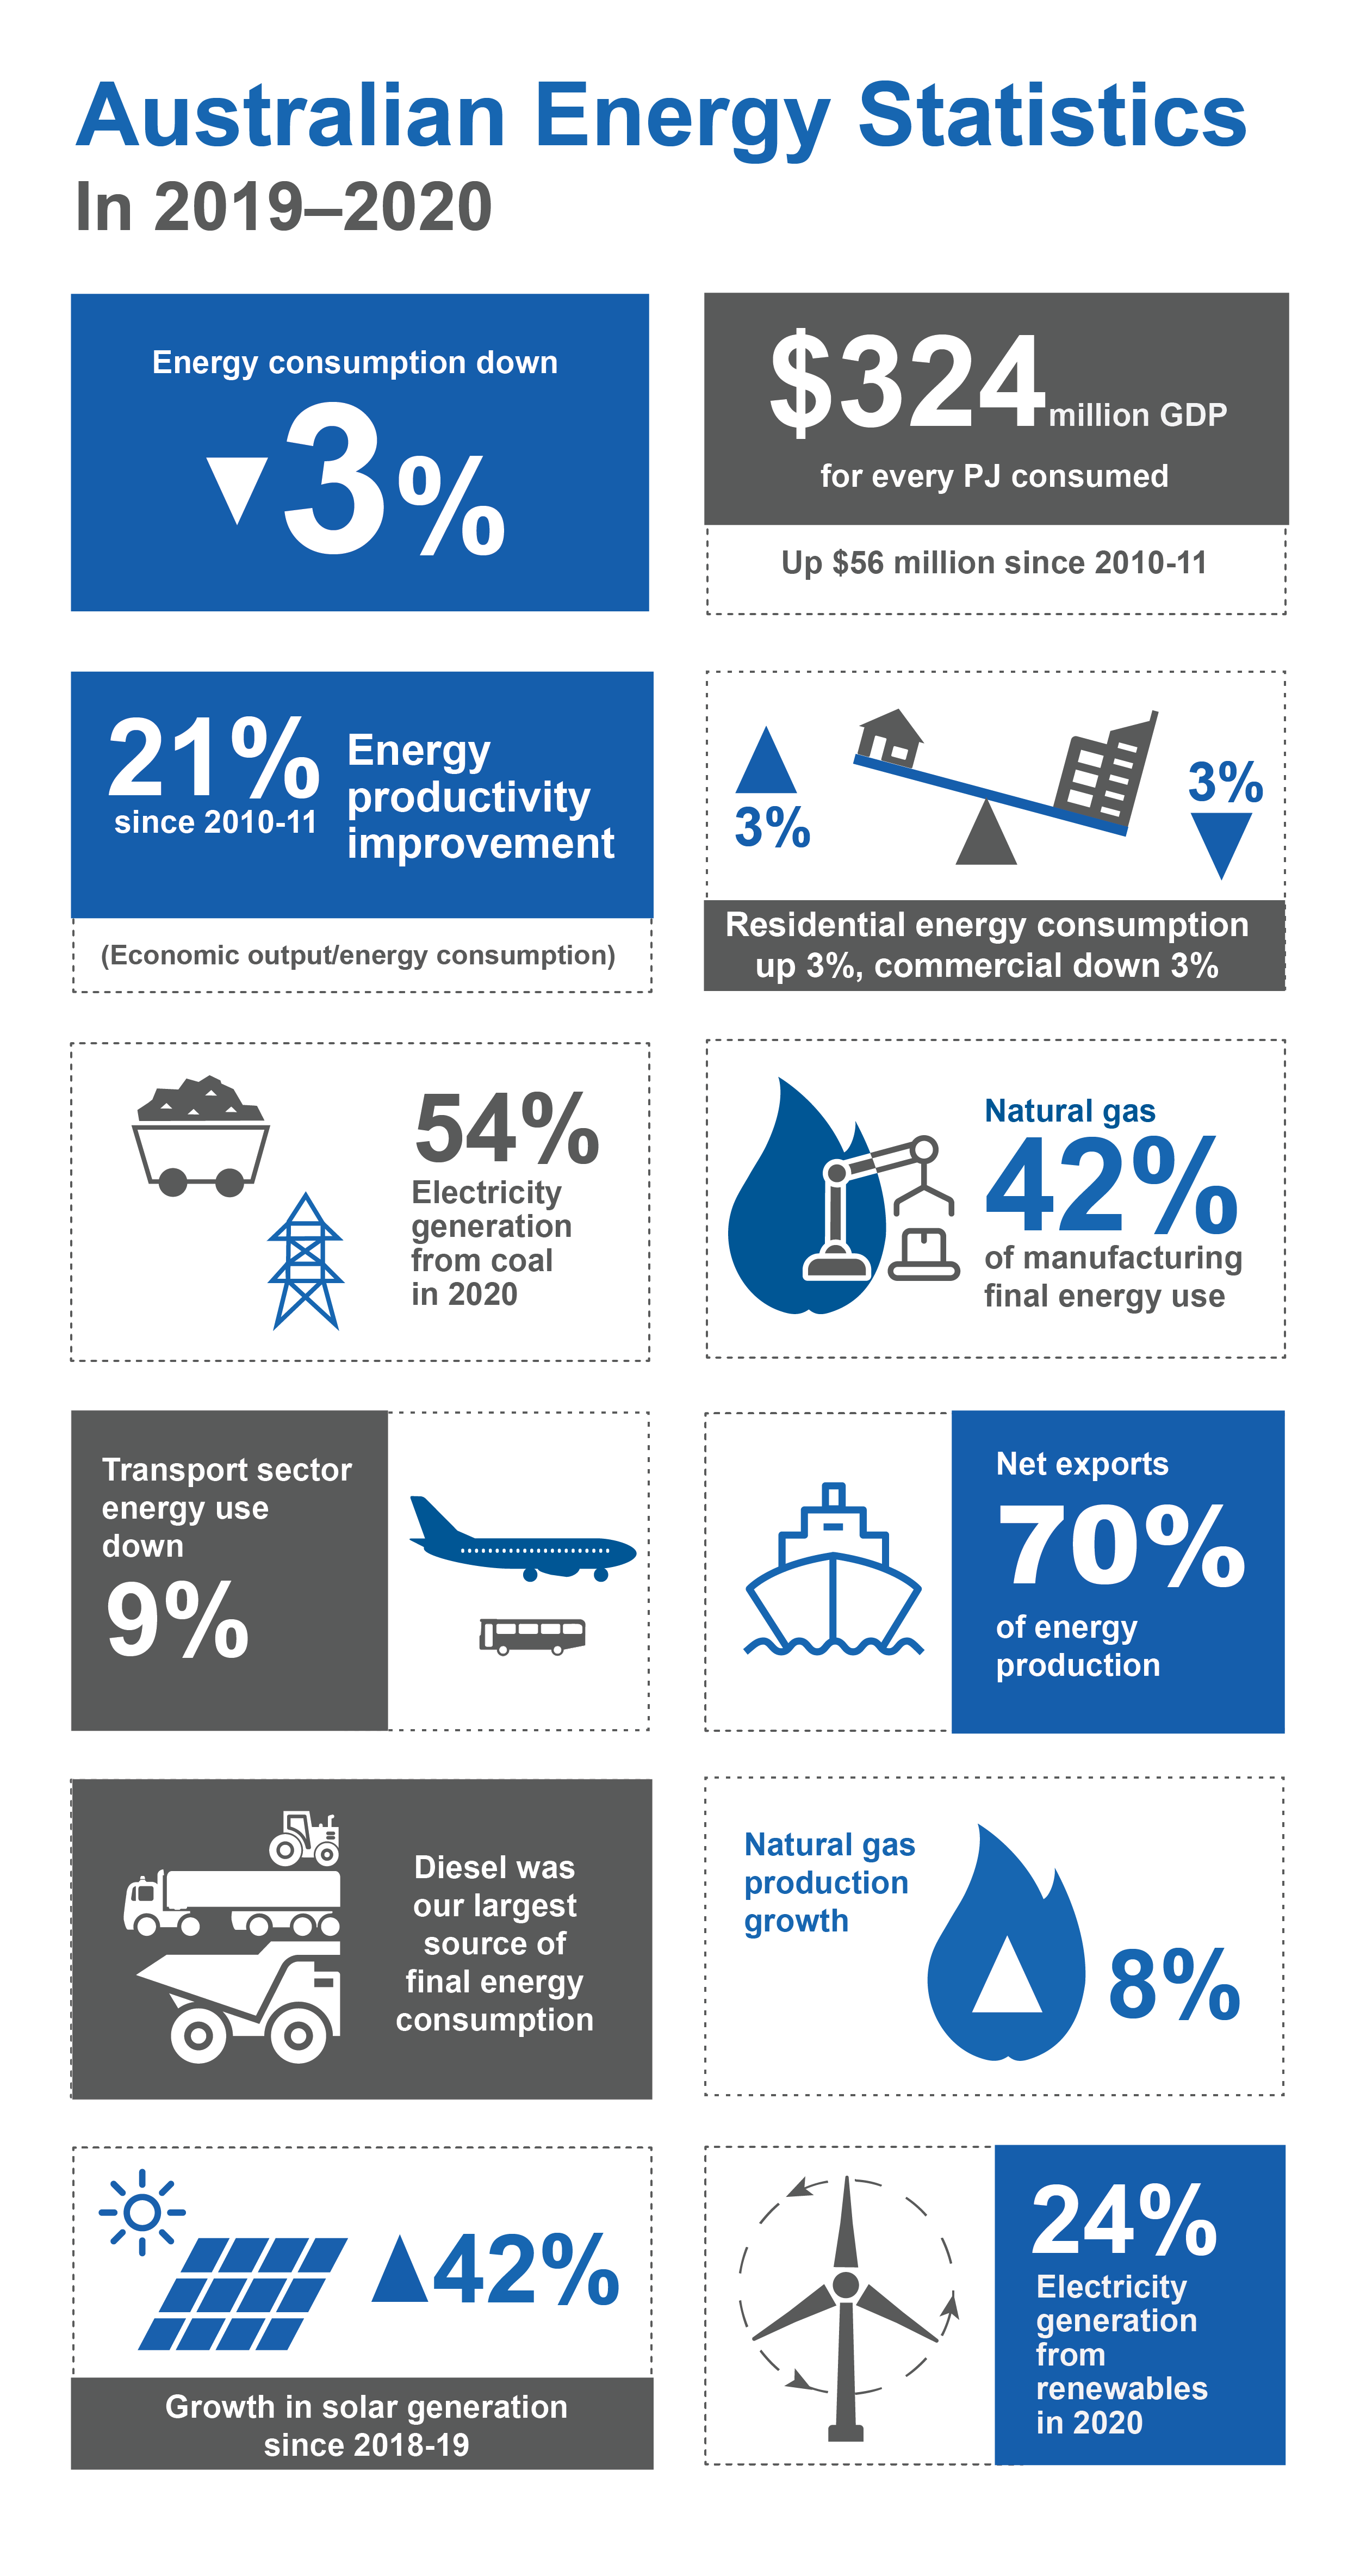 Australian Energy Statistics
In 2019–2020
Energy consumption down
3%
$324 million GDP
for every PJ consumed
Up $56 million since 2010-11
21%
since 2010-11
Energy
productivity
improvement
(Economic output/energy consumption)
3%
3%
Residential energy consumption
up 3%, commercial down 3%
54%
Electricity
generation
from coal
in 2020
Natural gas
42%
of manufacturing
final energy use
Transport sector
energy use
down
9%
Net exports
70%
of energy
production
Diesel was
our largest
source of
final energy
consumption
Natural gas
production
growth
8%
42%
Growth in solar generation
since 2018-19
24%
Electricity
generation
from
renewables
in 2020